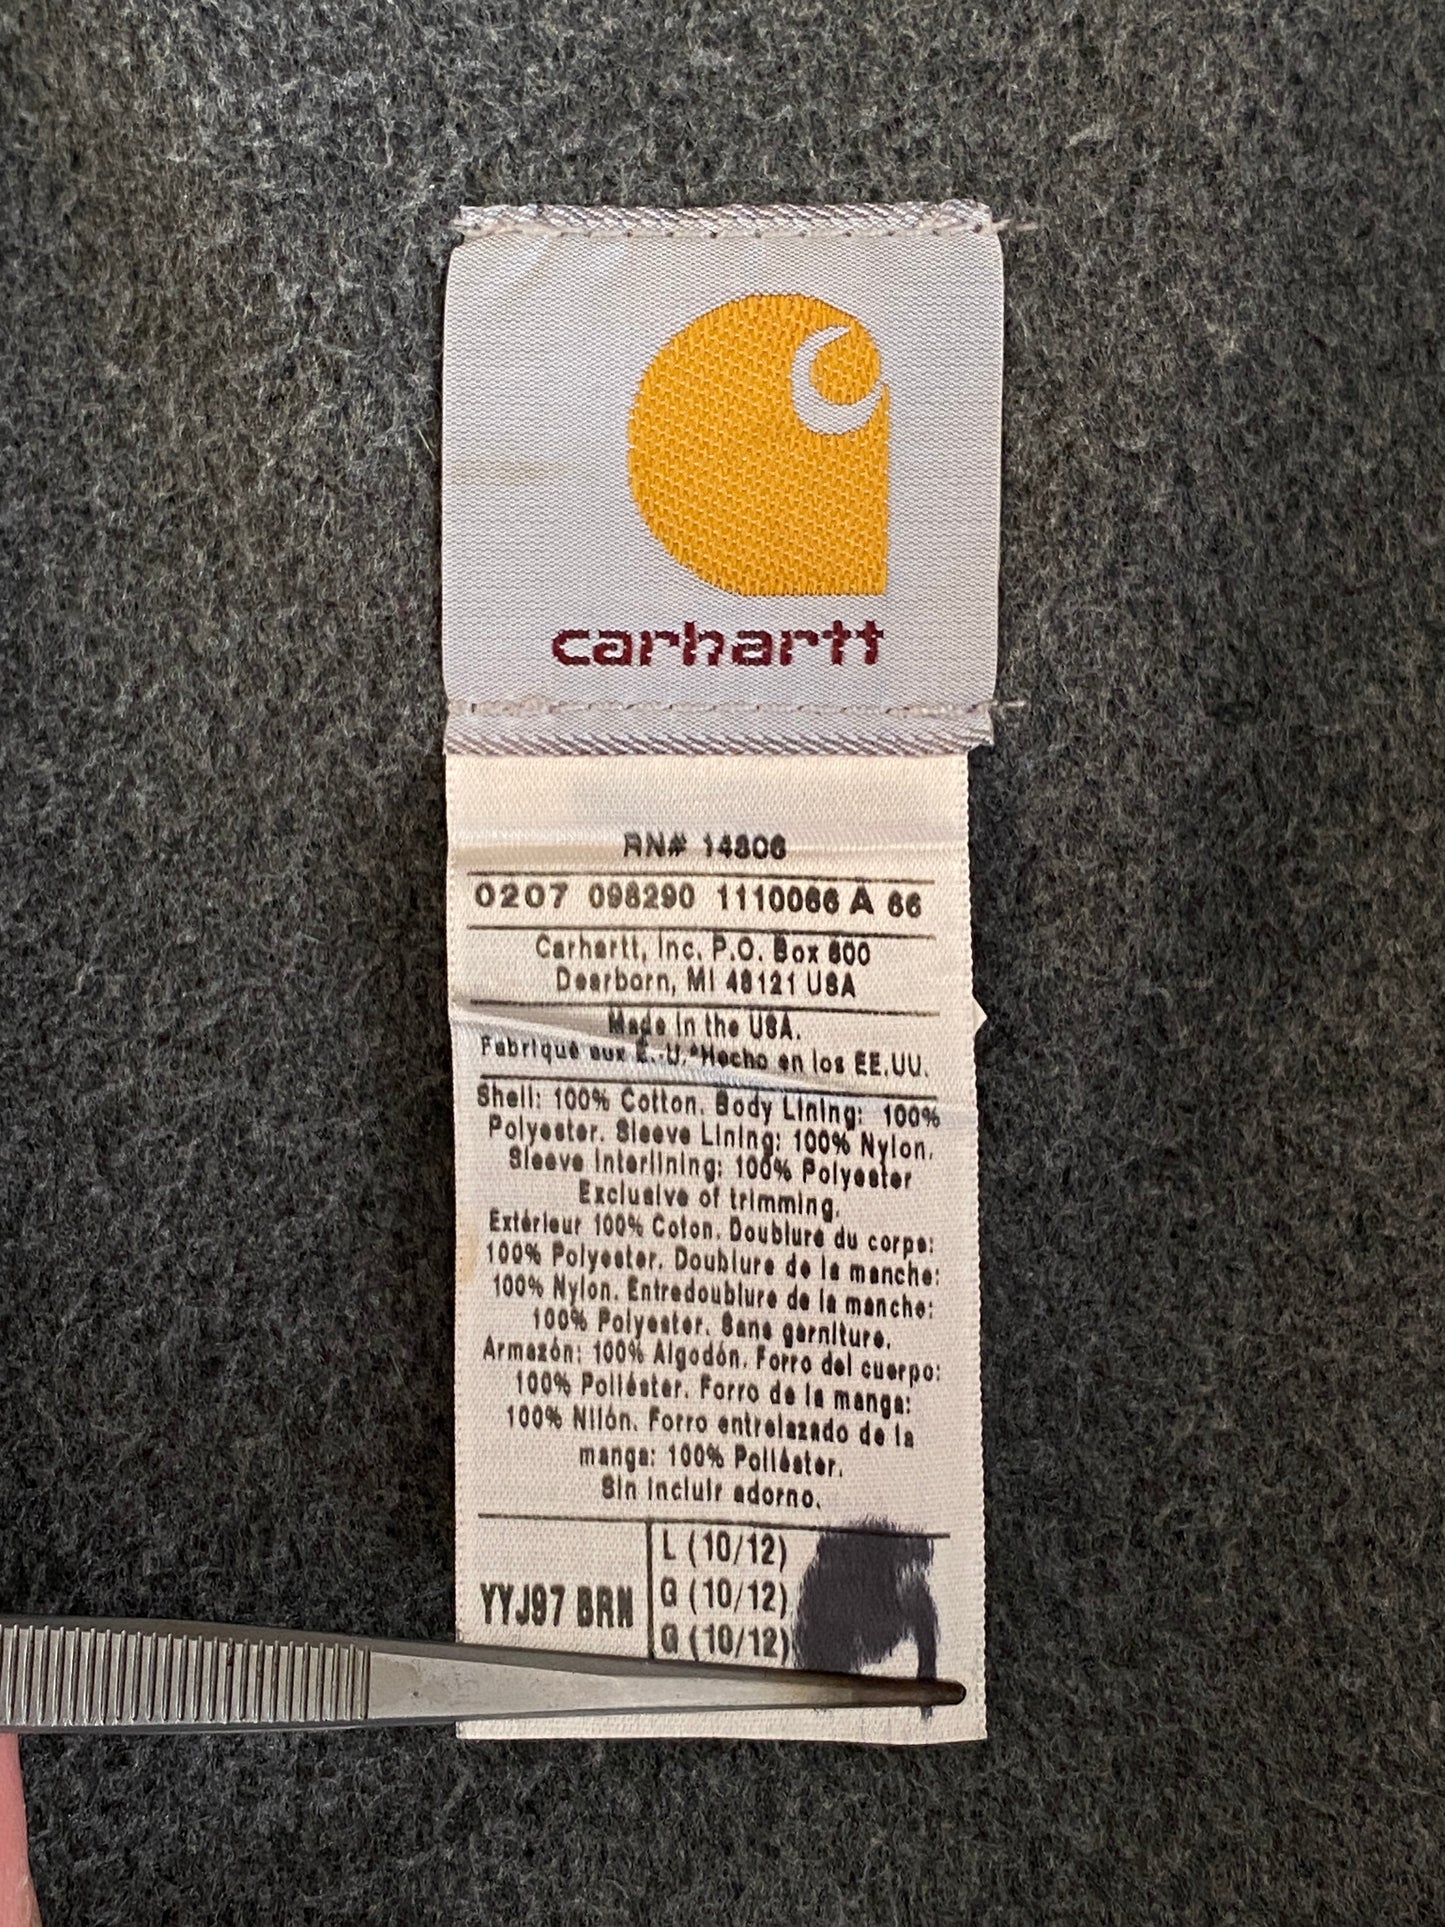 carhartt
RN# 14806
0207 098290 1110066 A 66
Carhartt, Inc. P.O. Box 600
Dearborn, MI 48121 USA
Made in the USA.
Fabriqué aux É.-U.*Hecho en los EE.UU.
Shell: 100% Cotton. Body Lining: 100%
Polyester. Sleeve Lining: 100% Nylon.
Sleeve Interlining: 100% Polyester
Exclusive of trimming.
Extérieur 100% Coton. Doublure du corps:
100% Polyester. Doublure de la manche:
100% Nylon. Entredoublure de la manche:
100% Polyester. Sans garniture.
Armazón: 100% Algodón. Forro del cuerpo:
100% Poliéster. Forro de la manga:
100% Nilón. Forro entrelazado de la
manga: 100% Poliéster.
Sin incluir adorno.
YYJ97 BRN
L (10/12)
G (10/12)
G (10/12)